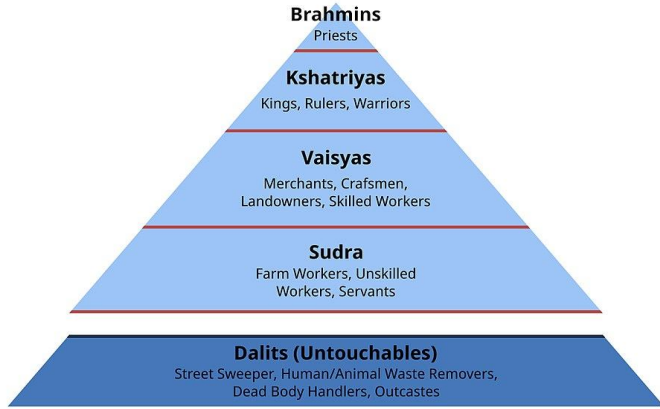 Brahmins
Priests
Kshatriyas
Kings, Rulers, Warriors
Vaisyas
Merchants, Crafsmen,
Landowners, Skilled Workers
Sudra
Farm Workers, Unskilled
Workers, Servants
Dalits (Untouchables)
Street Sweeper, Human/Animal Waste Removers,
Dead Body Handlers, Outcastes